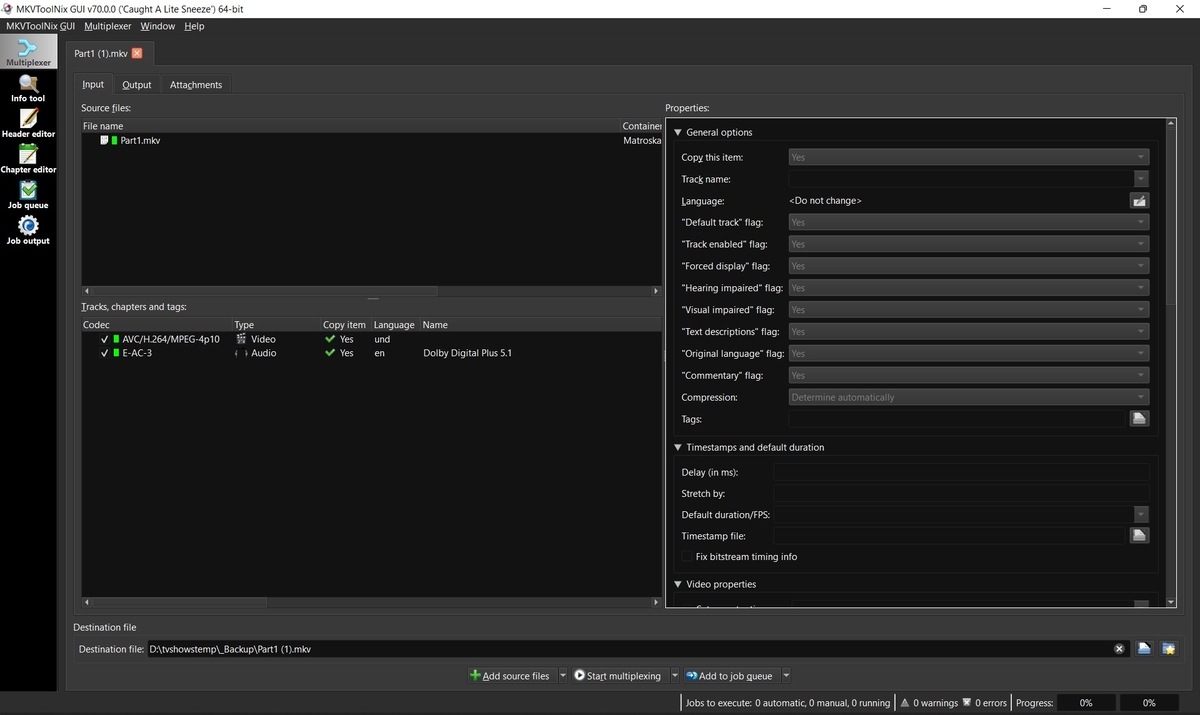 MKVToolNix GUI v70.0.0 ('Caught A Lite Sneeze') 64-bit
MKVToolNix GUI Multiplexer Window Help
Multiplexer
Info tool
Header editor
Chapter editor
Job queue
Job output
Part1 (1).mkv
Input Output Attachments
Source files:
File name Container
Part1.mkv Matroska
Tracks, chapters and tags:
Codec Type Copy item Language Name
AVC/H.264/MPEG-4p10 Video Yes und
E-AC-3 Audio Yes en Dolby Digital Plus 5.1
Properties:
General options
Copy this item: Yes
Track name:
Language: <Do not change>
"Default track" flag: Yes
"Track enabled" flag: Yes
"Forced display" flag: Yes
"Hearing impaired" flag: Yes
"Visual impaired" flag: Yes
"Text descriptions" flag: Yes
"Original language" flag: Yes
"Commentary" flag: Yes
Compression: Determine automatically
Tags:
Timestamps and default duration
Delay (in ms):
Stretch by:
Default duration/FPS:
Timestamp file:
Fix bitstream timing info
Video properties
Destination file
Destination file: D:\tvshowstemp\_Backup\Part1 (1).mkv
Add source files Start multiplexing Add to job queue
Jobs to execute: 0 automatic, 0 manual, 0 running 0 warnings 0 errors Progress: 0% 0%